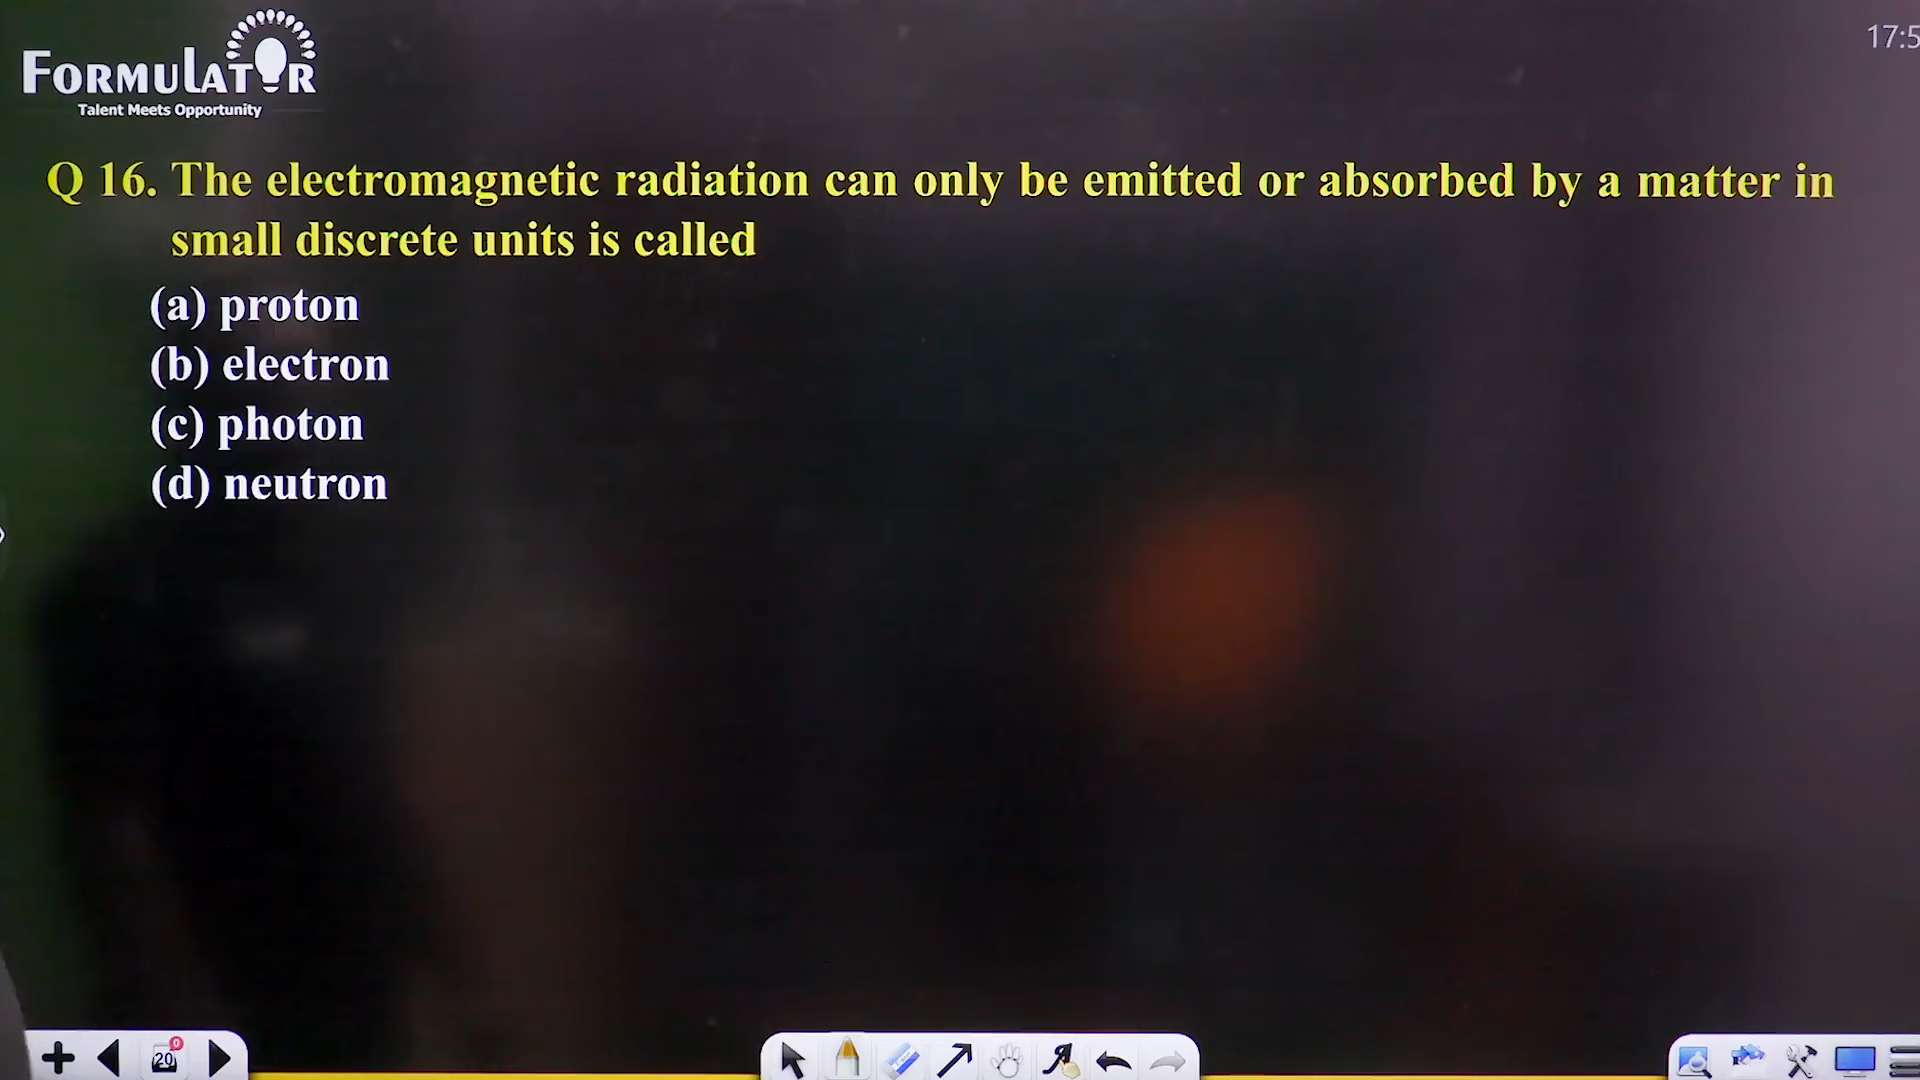 FORMULATOR
Talent Meets Opportunity
17:5
Q 16. The electromagnetic radiation can only be emitted or absorbed by a matter in
small discrete units is called
(a) proton
(b) electron
(c) photon
(d) neutron
20
0